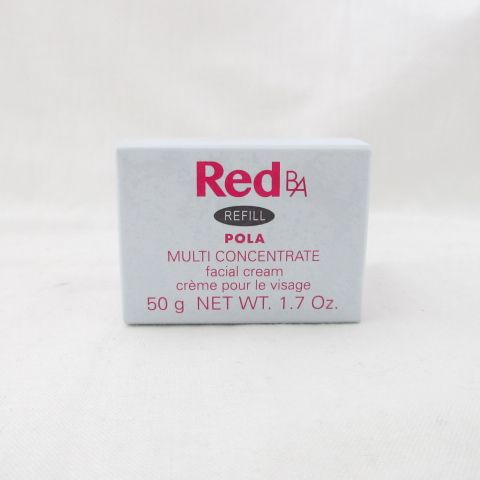 Red BA
REFILL
POLA
MULTI CONCENTRATE
facial cream
crème pour le visage
50 g NET WT. 1.7 Oz.